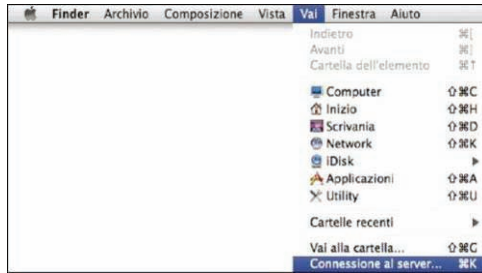 Finder Archivio Composizione Vista Vai Finestra Aiuto
Indietro ⌘[
Avanti ⌘]
Cartella dell'elemento ⌘↑
Computer ⇧⌘C
Inizio ⇧⌘H
Scrivania ⇧⌘D
Network ⇧⌘K
iDisk
Applicazioni ⇧⌘A
Utility ⇧⌘U
Cartelle recenti
Vai alla cartella... ⇧⌘G
Connessione al server... ⌘K